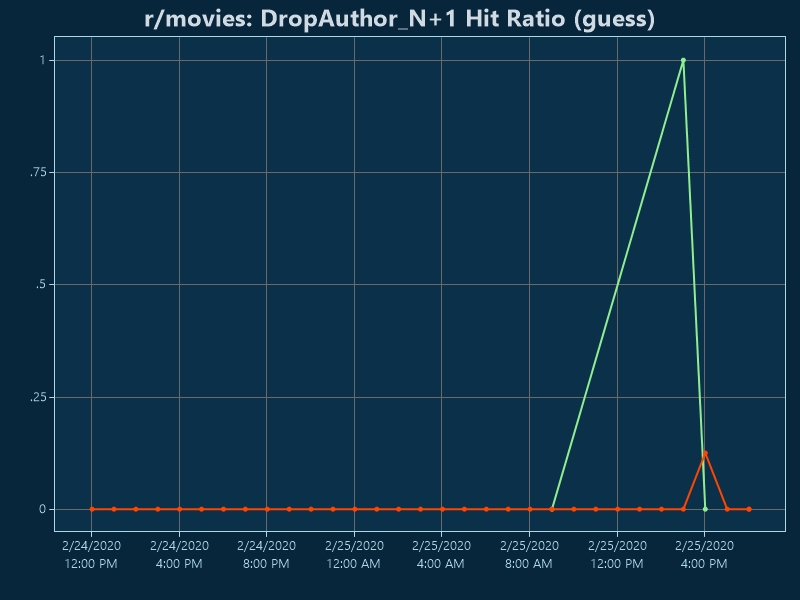 r/movies: DropAuthor_N+1 Hit Ratio (guess)
1
.75
.5
.25
0
2/24/2020 2/24/2020 2/24/2020 2/25/2020 2/25/2020 2/25/2020 2/25/2020 2/25/2020
12:00 PM 4:00 PM 8:00 PM 12:00 AM 4:00 AM 8:00 AM 12:00 PM 4:00 PM